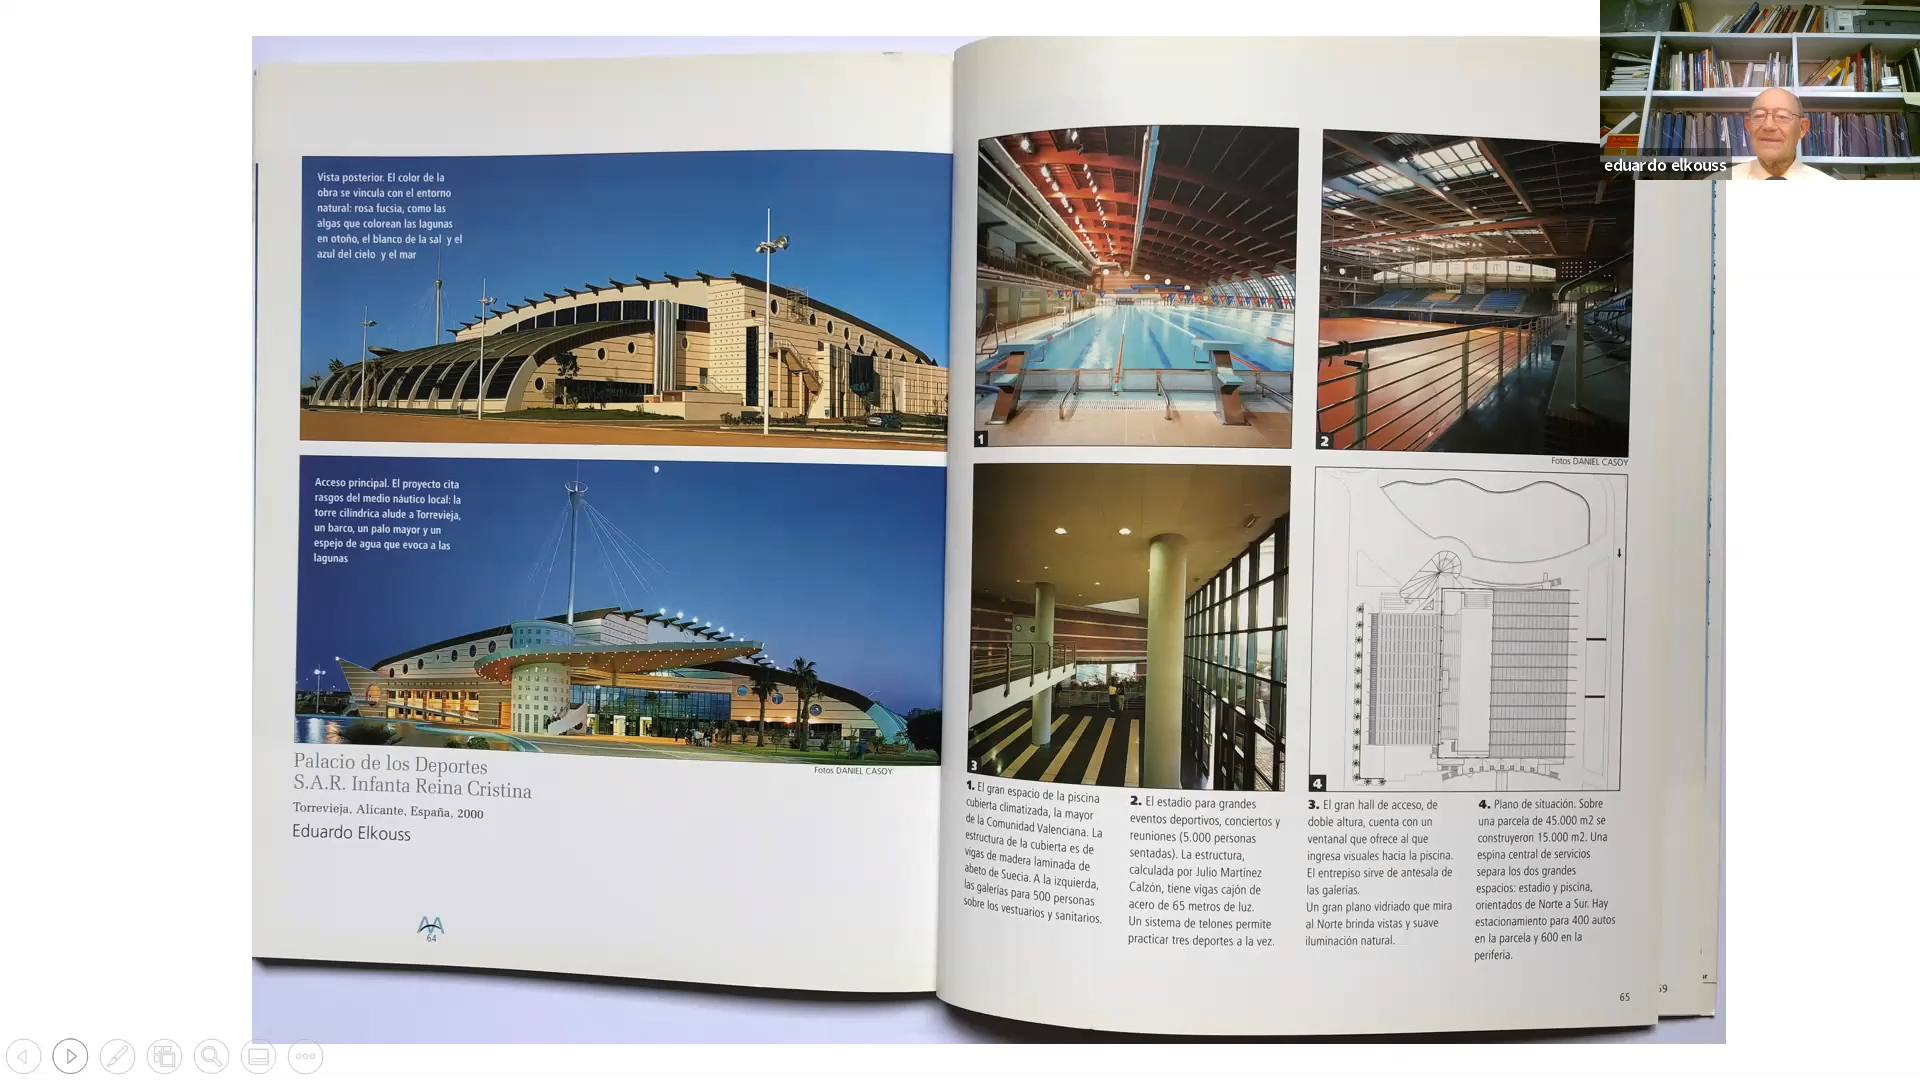 eduardo elkouss
Vista posterior. El color de la
obra se vincula con el entorno
natural: rosa fucsia, como las
algas que colorean las lagunas
en otoño, el blanco de la sal y el
azul del cielo y el mar
Acceso principal. El proyecto cita
rasgos del medio náutico local: la
torre cilíndrica alude a Torrevieja,
un barco, un palo mayor y un
espejo de agua que evoca a las
lagunas
Fotos DANIEL CASOY
Palacio de los Deportes
S.A.R. Infanta Reina Cristina
Torrevieja, Alicante, España, 2000
Eduardo Elkouss
64
1
2
Fotos DANIEL CASOY
3
4
1. El gran espacio de la piscina
cubierta climatizada, la mayor
de la Comunidad Valenciana. La
estructura de la cubierta es de
vigas de madera laminada de
abeto de Suecia. A la izquierda,
las galerías para 500 personas
sobre los vestuarios y sanitarios.
2. El estadio para grandes
eventos deportivos, conciertos y
reuniones (5.000 personas
sentadas). La estructura,
calculada por Julio Martínez
Calzón, tiene vigas cajón de
acero de 65 metros de luz.
Un sistema de telones permite
practicar tres deportes a la vez.
3. El gran hall de acceso, de
doble altura, cuenta con un
ventanal que ofrece al que
ingresa visuales hacia la piscina.
El entrepiso sirve de antesala de
las galerías.
Un gran plano vidriado que mira
al Norte brinda vistas y suave
iluminación natural.
4. Plano de situación. Sobre
una parcela de 45.000 m2 se
construyeron 15.000 m2. Una
espina central de servicios
separa los dos grandes
espacios: estadio y piscina,
orientados de Norte a Sur. Hay
estacionamiento para 400 autos
en la parcela y 600 en la
periferia.
65
59